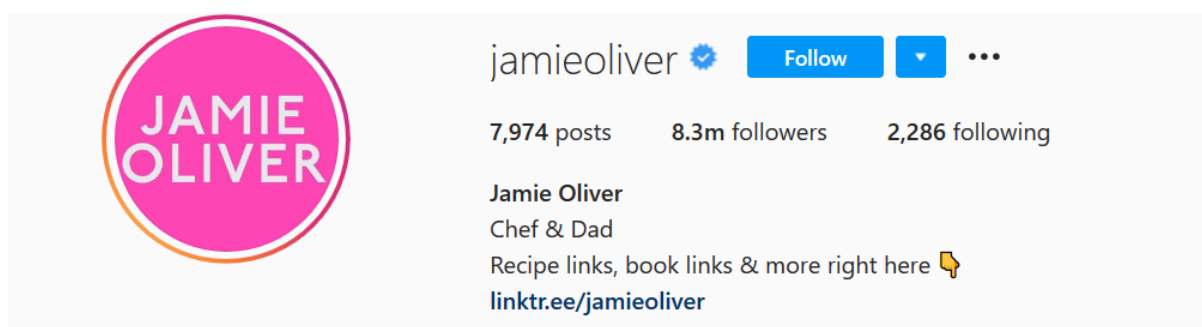 JAMIE
OLIVER
jamieoliver
Follow
7,974 posts 8.3m followers 2,286 following
Jamie Oliver
Chef & Dad
Recipe links, book links & more right here 👇
linktr.ee/jamieoliver